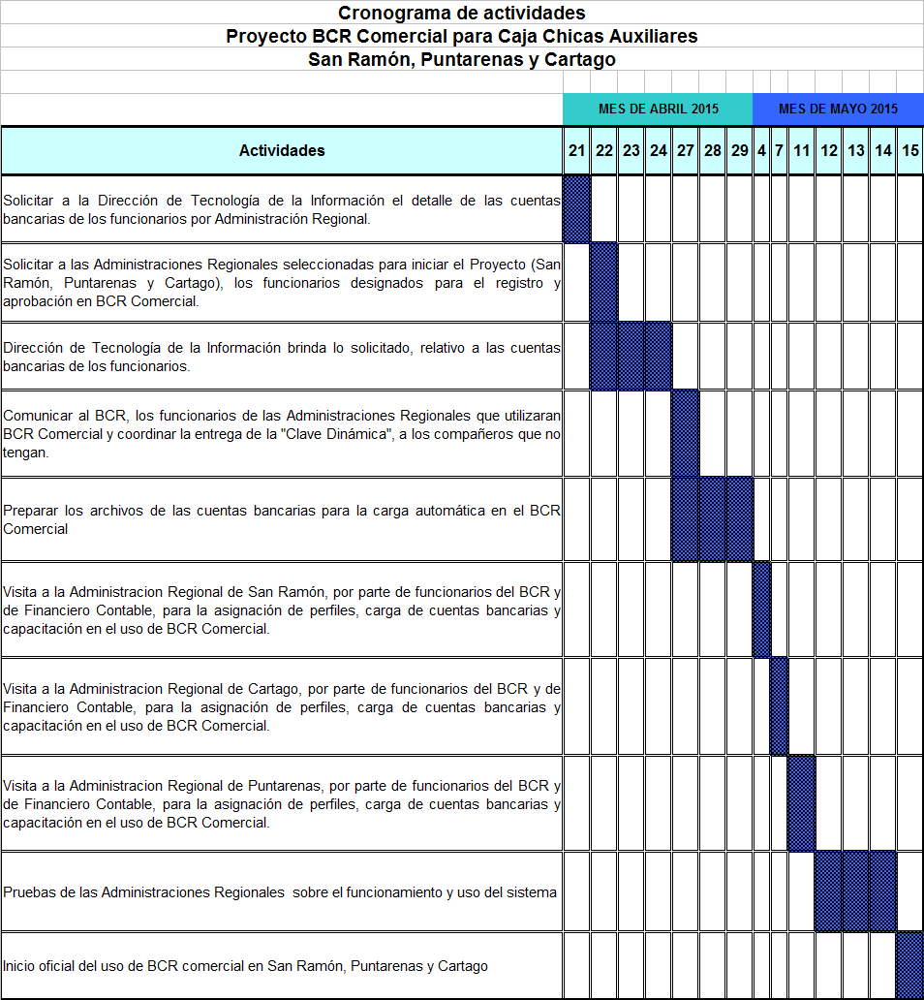 Cronograma de actividades
Proyecto BCR Comercial para Caja Chicas Auxiliares
San Ramón, Puntarenas y Cartago
MES DE ABRIL 2015 MES DE MAYO 2015
Actividades 21 22 23 24 27 28 29 4 7 11 12 13 14 15
Solicitar a la Dirección de Tecnología de la Información el detalle de las cuentas
bancarias de los funcionarios por Administración Regional.
Solicitar a las Administraciones Regionales seleccionadas para iniciar el Proyecto (San
Ramón, Puntarenas y Cartago), los funcionarios designados para el registro y
aprobación en BCR Comercial.
Dirección de Tecnología de la Información brinda lo solicitado, relativo a las cuentas
bancarias de los funcionarios.
Comunicar al BCR, los funcionarios de las Administraciones Regionales que utilizaran
BCR Comercial y coordinar la entrega de la "Clave Dinámica", a los compañeros que no
tengan.
Preparar los archivos de las cuentas bancarias para la carga automática en el BCR
Comercial
Visita a la Administracion Regional de San Ramón, por parte de funcionarios del BCR y
de Financiero Contable, para la asignación de perfiles, carga de cuentas bancarias y
capacitación en el uso de BCR Comercial.
Visita a la Administracion Regional de Cartago, por parte de funcionarios del BCR y de
Financiero Contable, para la asignación de perfiles, carga de cuentas bancarias y
capacitación en el uso de BCR Comercial.
Visita a la Administracion Regional de Puntarenas, por parte de funcionarios del BCR y
de Financiero Contable, para la asignación de perfiles, carga de cuentas bancarias y
capacitación en el uso de BCR Comercial.
Pruebas de las Administraciones Regionales sobre el funcionamiento y uso del sistema
Inicio oficial del uso de BCR comercial en San Ramón, Puntarenas y Cartago